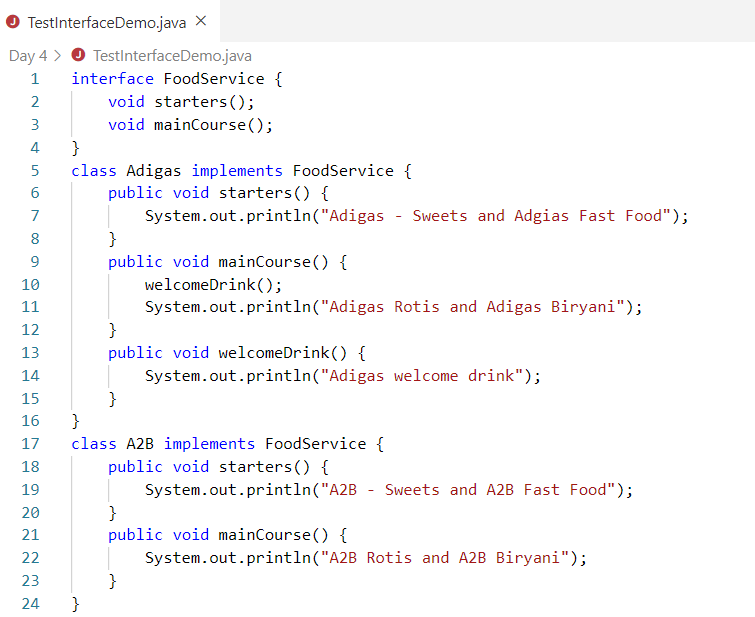 J TestInterfaceDemo.java ×
Day 4 > J TestInterfaceDemo.java
1 interface FoodService {
2     void starters();
3     void mainCourse();
4 }
5 class Adigas implements FoodService {
6     public void starters() {
7         System.out.println("Adigas - Sweets and Adgias Fast Food");
8     }
9     public void mainCourse() {
10         welcomeDrink();
11         System.out.println("Adigas Rotis and Adigas Biryani");
12     }
13     public void welcomeDrink() {
14         System.out.println("Adigas welcome drink");
15     }
16 }
17 class A2B implements FoodService {
18     public void starters() {
19         System.out.println("A2B - Sweets and A2B Fast Food");
20     }
21     public void mainCourse() {
22         System.out.println("A2B Rotis and A2B Biryani");
23     }
24 }